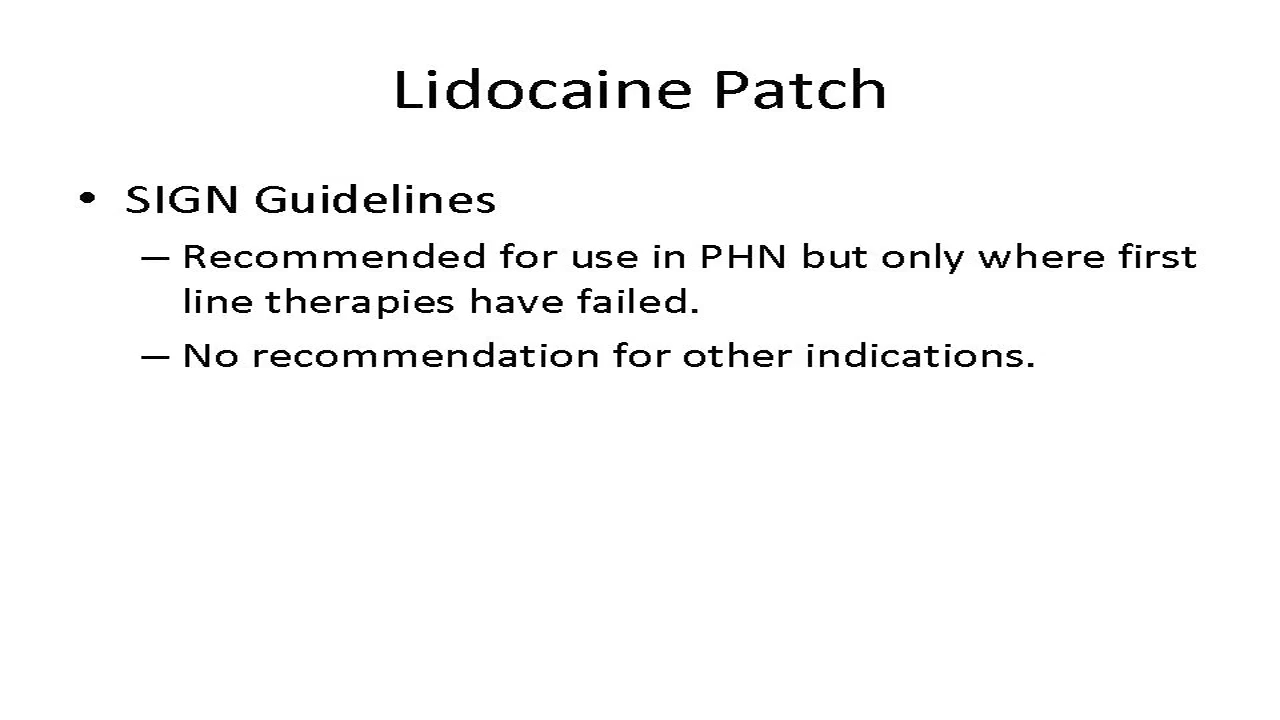 Lidocaine Patch
• SIGN Guidelines
– Recommended for use in PHN but only where first
line therapies have failed.
– No recommendation for other indications.